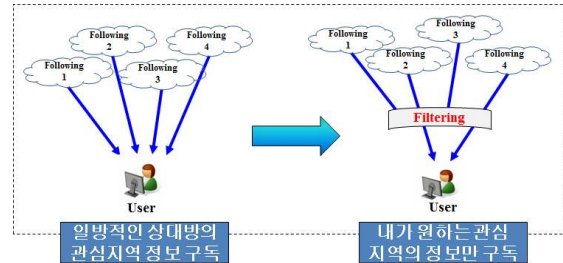 Following
1
Following
2
Following
3
Following
4
User
일방적인 상대방의
관심지역 정보 구독
Following
1
Following
2
Following
3
Following
4
Filtering
User
내가 원하는 관심
지역의 정보만 구독